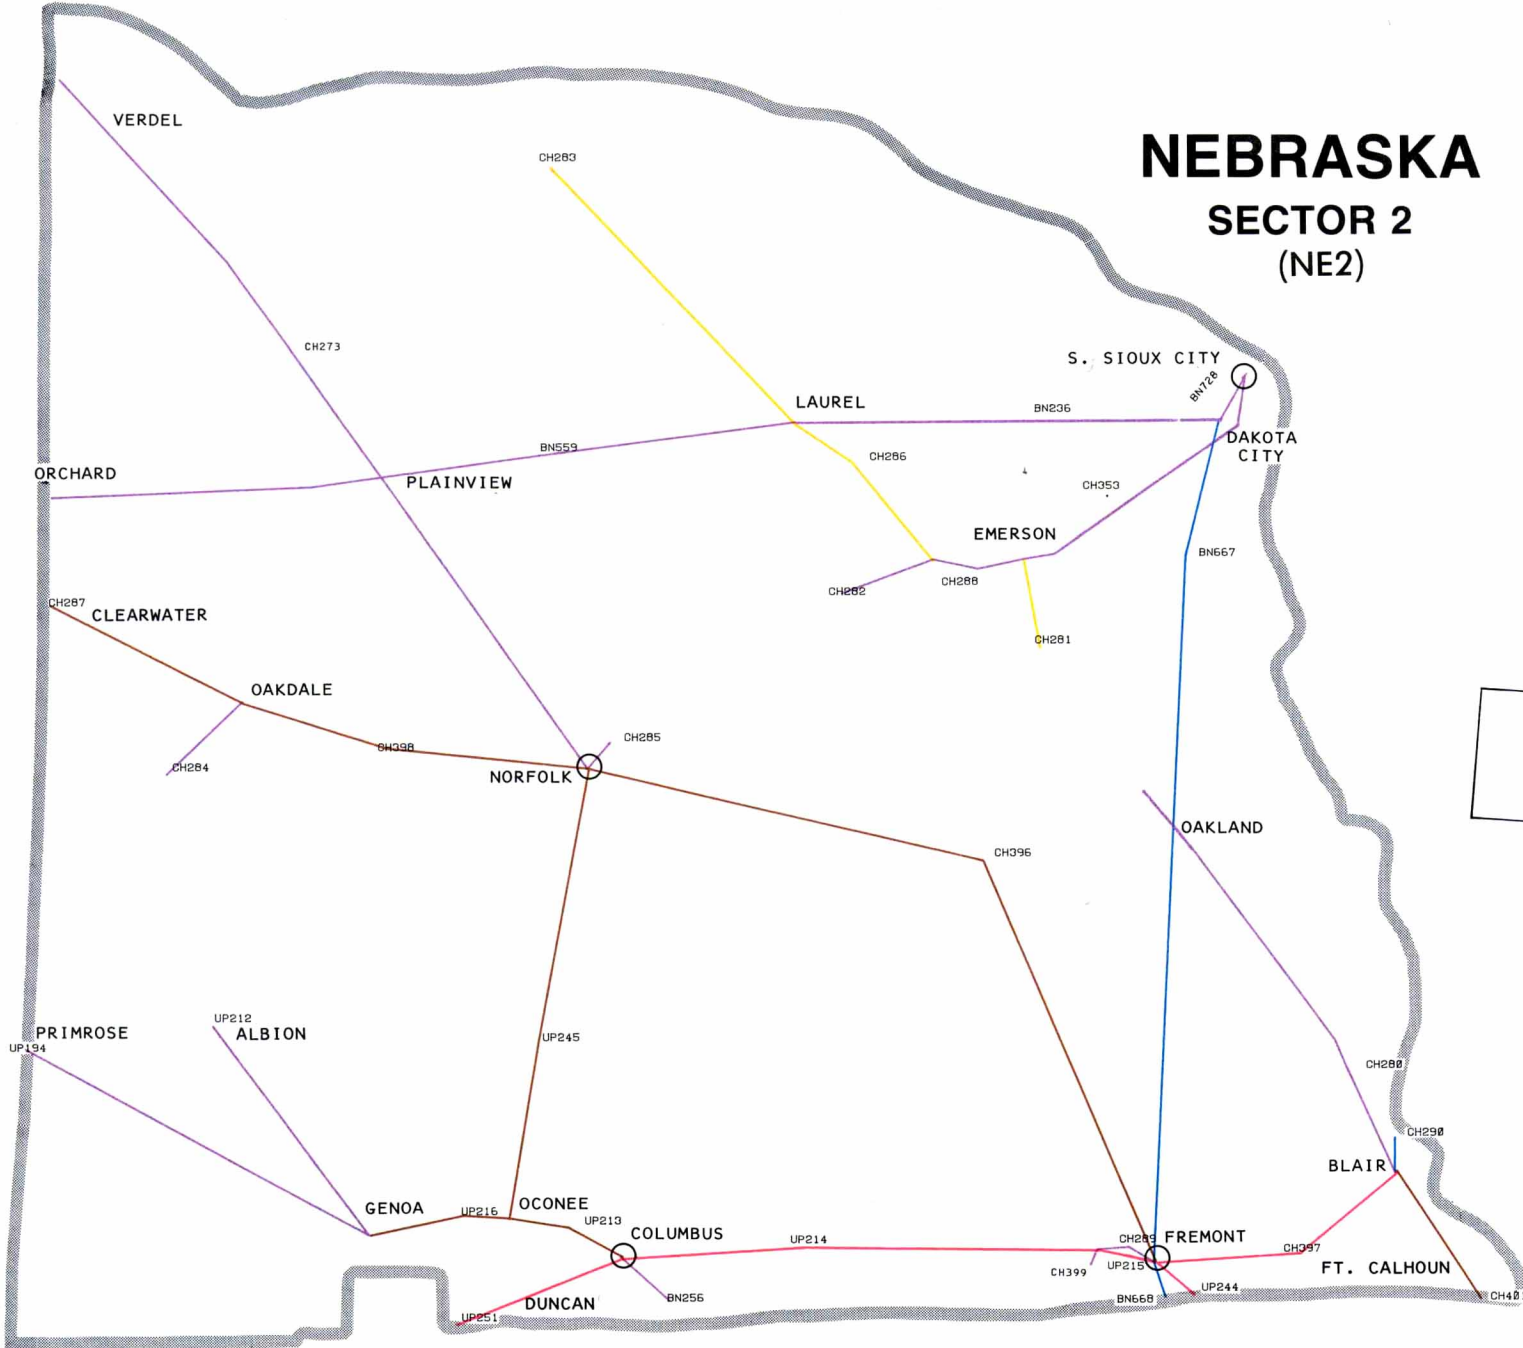 NEBRASKA
SECTOR 2
(NE2)
VERDEL
CH283
CH273
S. SIOUX CITY
BN728
LAUREL
BN236
DAKOTA
CITY
BN559
CH286
ORCHARD
PLAINVIEW
CH353
EMERSON
BN667
CH288
CH282
CH287
CLEARWATER
CH281
OAKDALE
CH285
CH398
CH284
NORFOLK
OAKLAND
CH396
UP212
PRIMROSE
ALBION
UP194
UP245
CH280
CH290
BLAIR
GENOA
OCONEE
UP216
UP213
COLUMBUS
UP214
CH289
FREMONT
CH397
UP215
CH399
FT. CALHOUN
UP244
BN256
BN668
CH40
DUNCAN
UP251